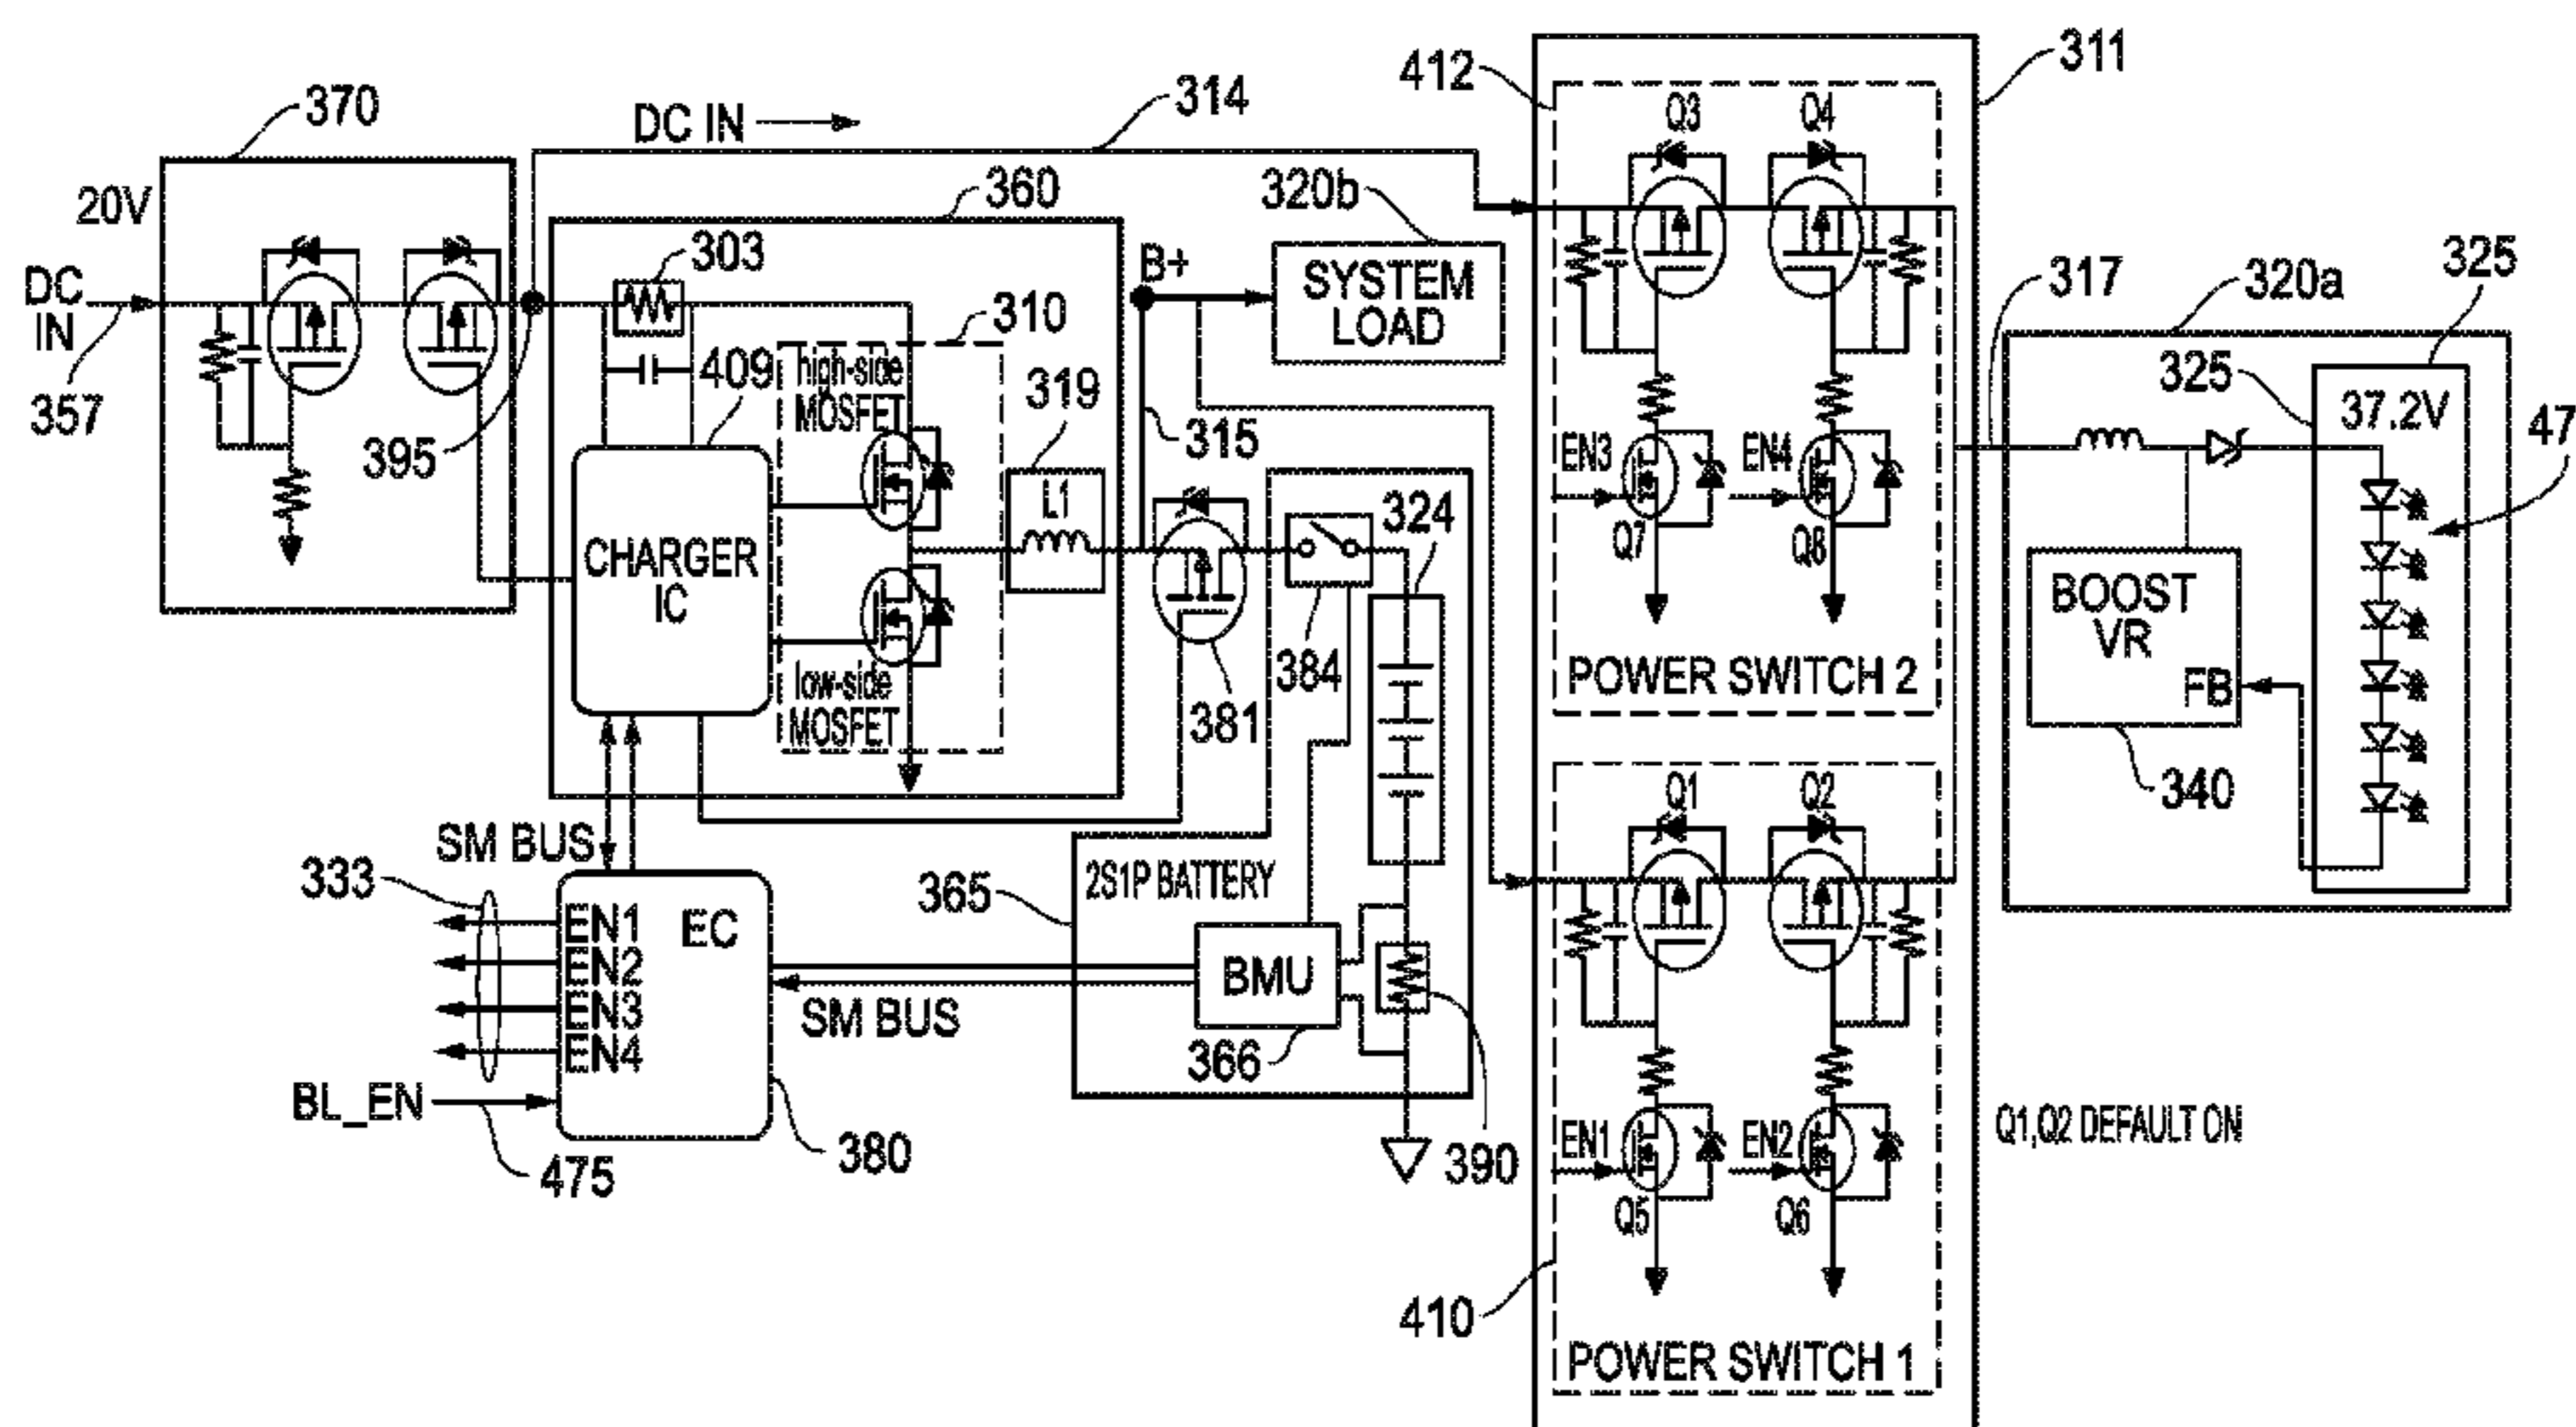 370
20V
DC
IN
357
395
DC IN
314
360
303
310
409
high-side
MOSFET
CHARGER
IC
low-side
MOSFET
319
L1
B+
315
320b
SYSTEM
LOAD
324
384
381
SM BUS
333
EN1
EN2
EN3
EN4
EC
BL_EN
475
380
SM BUS
365
2S1P BATTERY
BMU
366
390
412
311
Q3
Q4
EN3
EN4
Q7
Q8
POWER SWITCH 2
Q1
Q2
EN1
EN2
Q5
Q6
410
POWER SWITCH 1
317
320a
325
325
37.2V
47
BOOST
VR
FB
340
Q1,Q2 DEFAULT ON